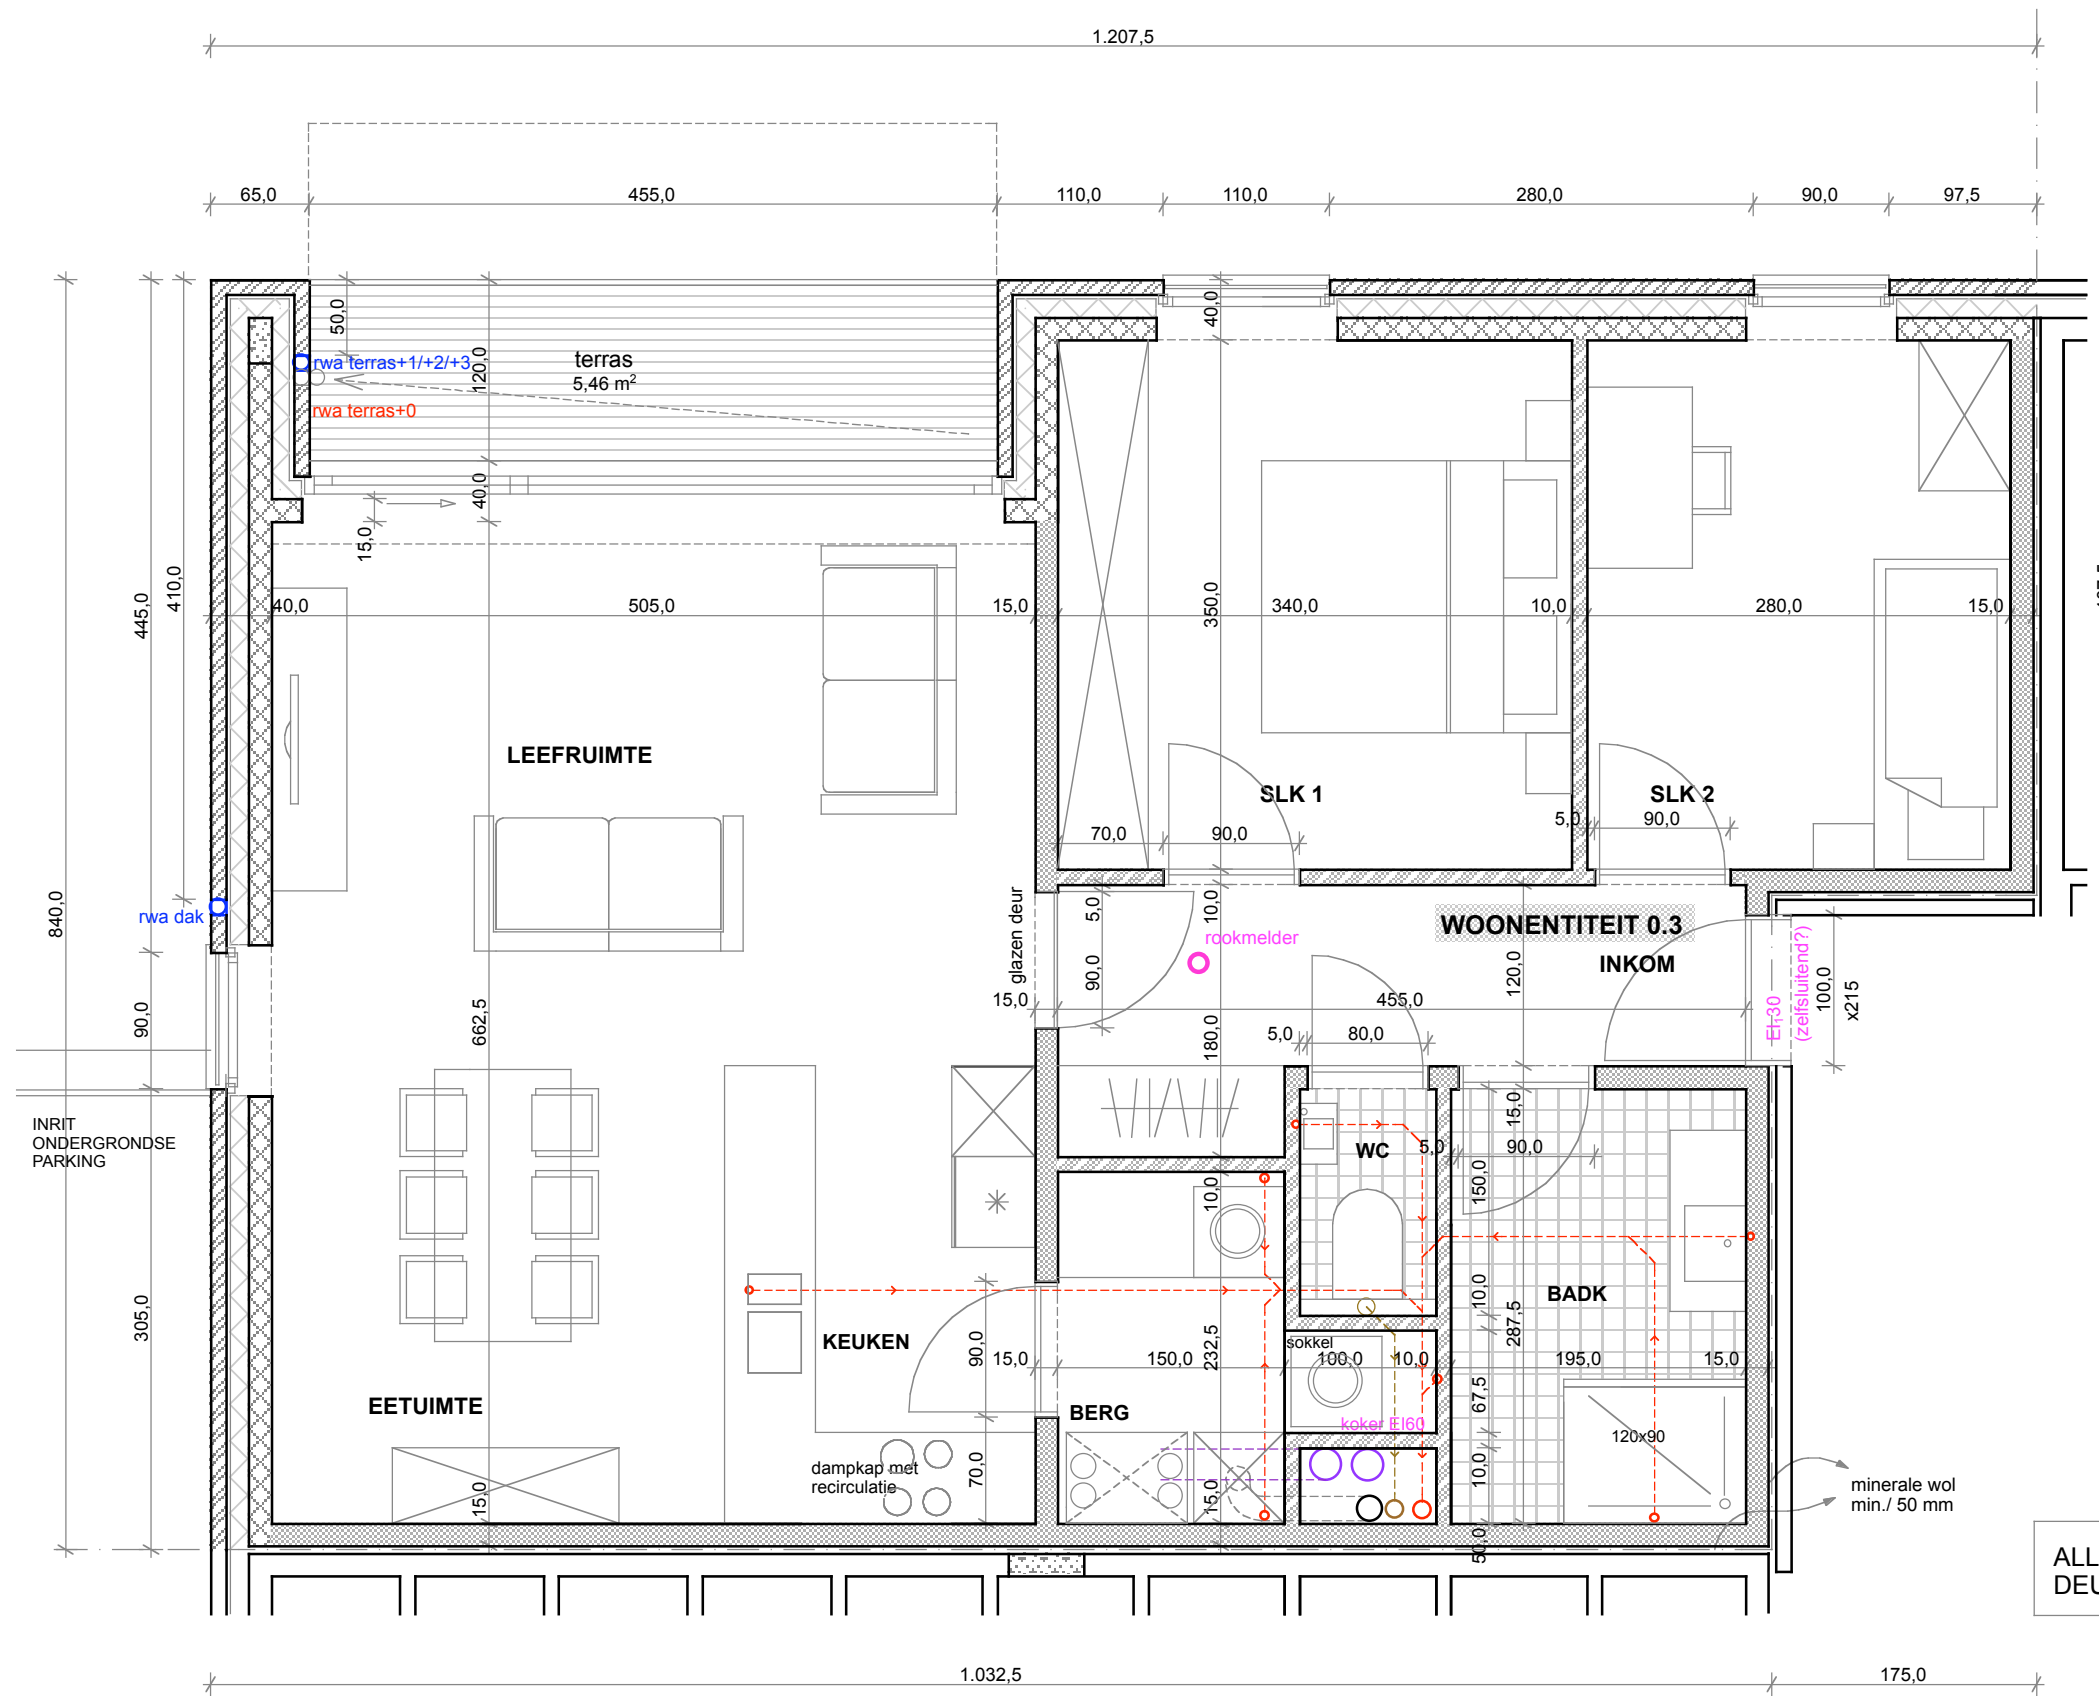 1.207,5
65,0
455,0
110,0
110,0
280,0
90,0
97,5
50,0
120,0
40,0
rwa terras+1/+2/+3
terras
5,46 m²
rwa terras+0
40,0
15,0
840,0
445,0
410,0
40,0
505,0
15,0
350,0
340,0
10,0
280,0
15,0
LEEFRUIMTE
SLK 1
SLK 2
70,0
90,0
5,0
90,0
rwa dak
glazen deur
5,0
10,0
rookmelder
WOONENTITEIT 0.3
INKOM
90,0
15,0
455,0
120,0
EI₁30
(zelfsluitend?)
100,0
x215
90,0
662,5
180,0
5,0
80,0
INRIT
ONDERGRONDSE
PARKING
WC
5,0
15,0
90,0
150,0
10,0
305,0
10,0
287,5
BADK
KEUKEN
90,0
15,0
150,0
232,5
sokkel
100,0
10,0
195,0
15,0
67,5
EETUIMTE
BERG
koker EI60
120x90
dampkap met
recirculatie
70,0
15,0
15,0
10,0
50,0
minerale wol
min./ 50 mm
ALL
DEU
1.032,5
175,0